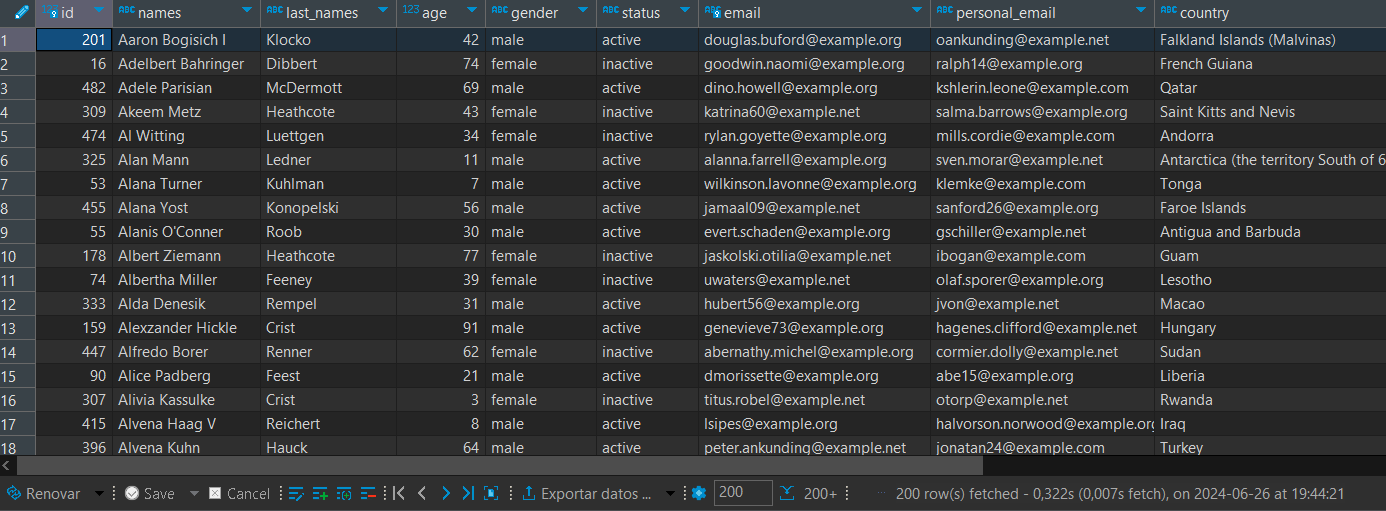 id ABC names ABC last_names 123 age ABC gender ABC status ABC email ABC personal_email ABC country
1 201 Aaron Bogisich I Klocko 42 male active douglas.buford@example.org oankunding@example.net Falkland Islands (Malvinas)
2 16 Adelbert Bahringer Dibbert 74 female inactive goodwin.naomi@example.org ralph14@example.org French Guiana
3 482 Adele Parisian McDermott 69 male active dino.howell@example.org kshlerin.leone@example.com Qatar
4 309 Akeem Metz Heathcote 43 female inactive katrina60@example.net salma.barrows@example.org Saint Kitts and Nevis
5 474 Al Witting Luettgen 34 female inactive rylan.goyette@example.org mills.cordie@example.com Andorra
6 325 Alan Mann Ledner 11 male active alanna.farrell@example.org sven.morar@example.net Antarctica (the territory South of 6
7 53 Alana Turner Kuhlman 7 male active wilkinson.lavonne@example.org klemke@example.com Tonga
8 455 Alana Yost Konopelski 56 male active jamaal09@example.net sanford26@example.org Faroe Islands
9 55 Alanis O'Conner Roob 30 male active evert.schaden@example.org gschiller@example.net Antigua and Barbuda
10 178 Albert Ziemann Heathcote 77 female inactive jaskolski.otilia@example.net ibogan@example.com Guam
11 74 Albertha Miller Feeney 39 female inactive uwaters@example.net olaf.sporer@example.org Lesotho
12 333 Alda Denesik Rempel 31 male active hubert56@example.org jvon@example.net Macao
13 159 Alexzander Hickle Crist 91 male active genevieve73@example.org hagenes.clifford@example.net Hungary
14 447 Alfredo Borer Renner 62 female inactive abernathy.michel@example.org cormier.dolly@example.net Sudan
15 90 Alice Padberg Feest 21 male active dmorissette@example.org abe15@example.org Liberia
16 307 Alivia Kassulke Crist 3 female inactive titus.robel@example.net otorp@example.net Rwanda
17 415 Alvena Haag V Reichert 8 male active lsipes@example.org halvorson.norwood@example.org Iraq
18 396 Alvena Kuhn Hauck 64 male active peter.ankunding@example.net jonatan24@example.com Turkey
Renovar Save Cancel Exportar datos ... 200 200+ ... 200 row(s) fetched - 0,322s (0,007s fetch), on 2024-06-26 at 19:44:21